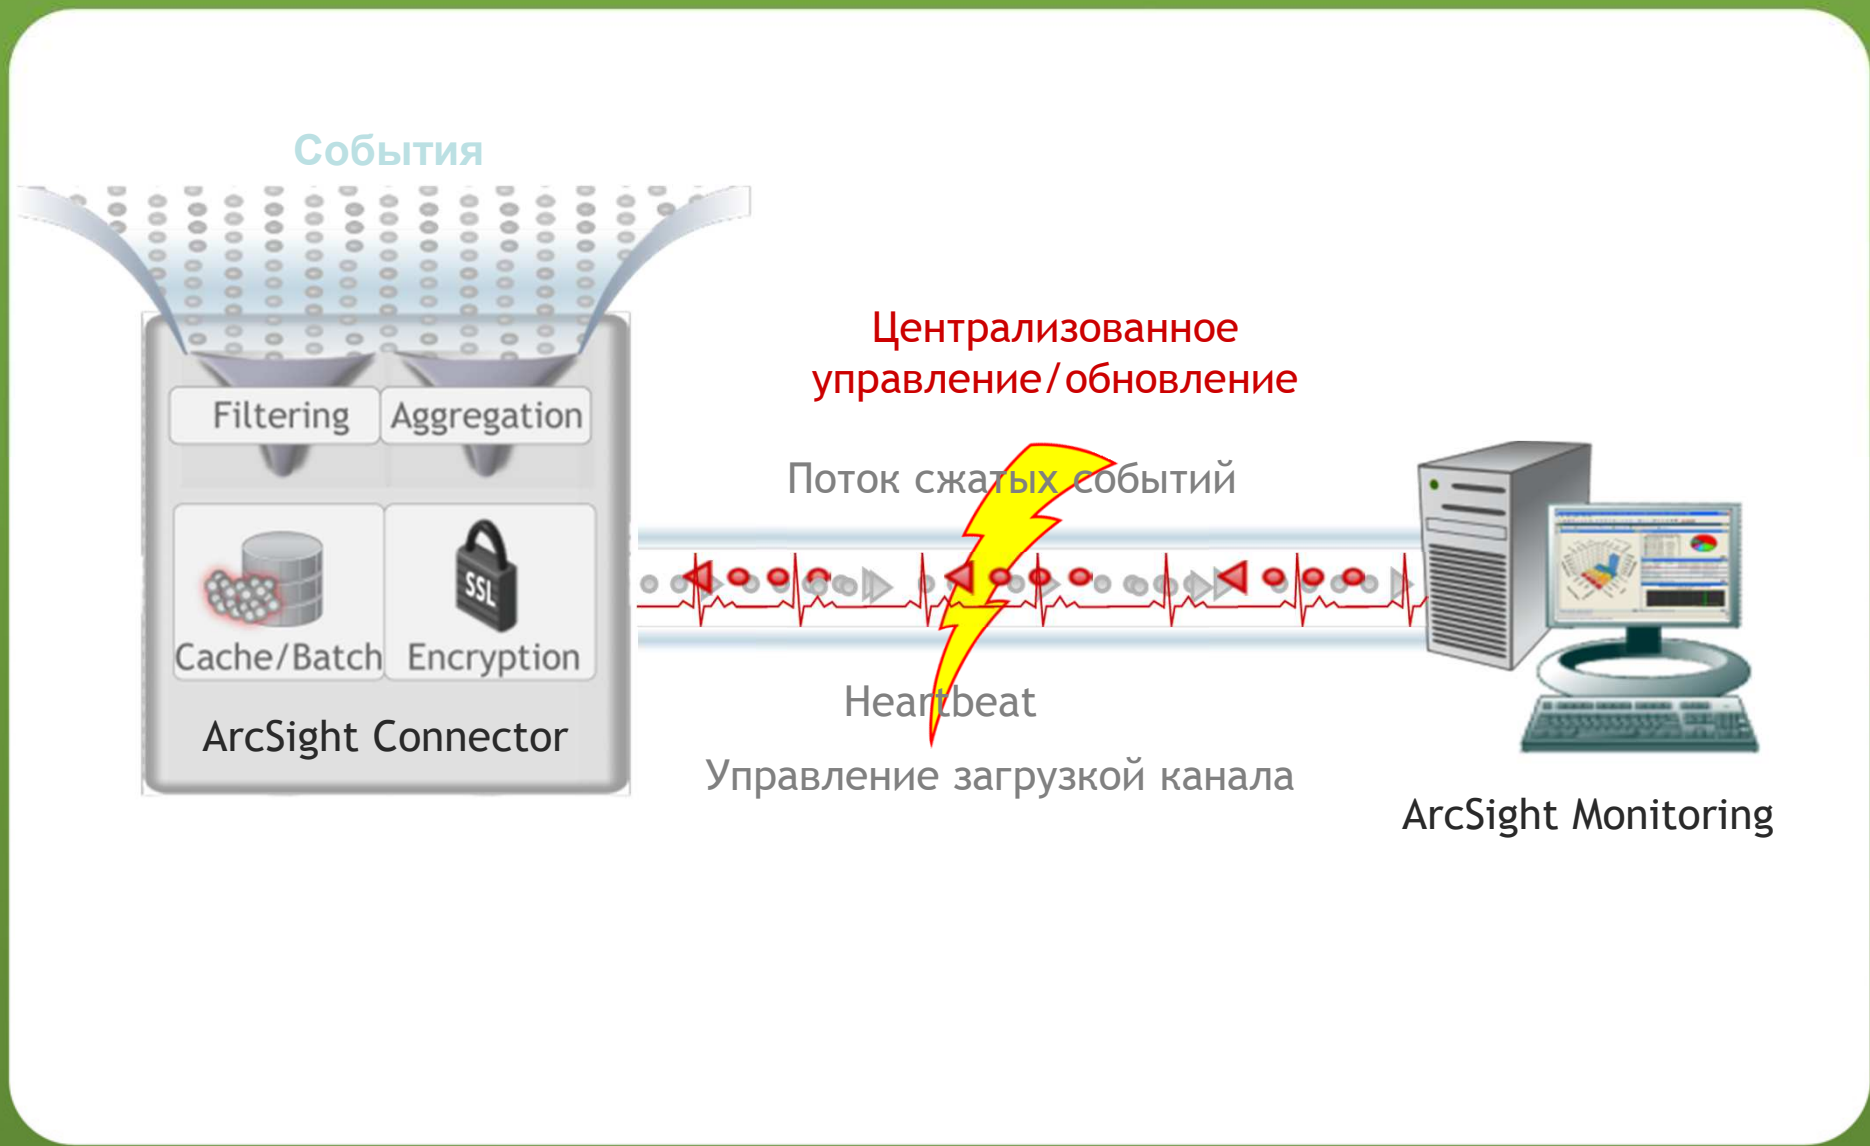 События
Filtering
Aggregation
SSL
Cache/Batch
Encryption
ArcSight Connector
Централизованное
управление/обновление
Поток сжатых событий
Heartbeat
Управление загрузкой канала
ArcSight Monitoring